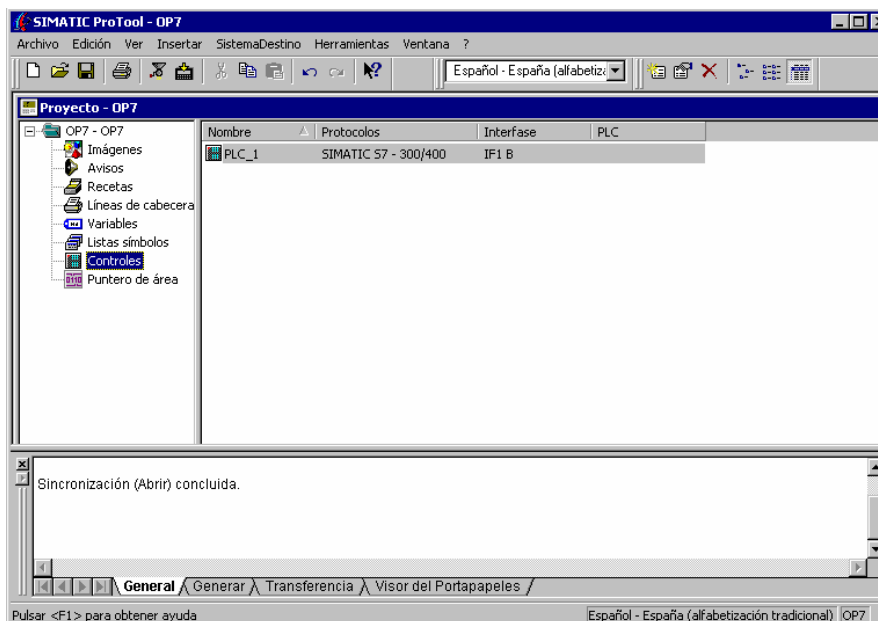 SIMATIC ProTool - OP7
Archivo Edición Ver Insertar SistemaDestino Herramientas Ventana ?
Español - España (alfabetiza
Proyecto - OP7
OP7 - OP7
Imágenes
Avisos
Recetas
Líneas de cabecera
Variables
Listas símbolos
Controles
Puntero de área
Nombre Protocolos Interfase PLC
PLC_1 SIMATIC S7 - 300/400 IF1 B
Sincronización (Abrir) concluida.
General Generar Transferencia Visor del Portapapeles
Pulsar <F1> para obtener ayuda Español - España (alfabetización tradicional) OP7